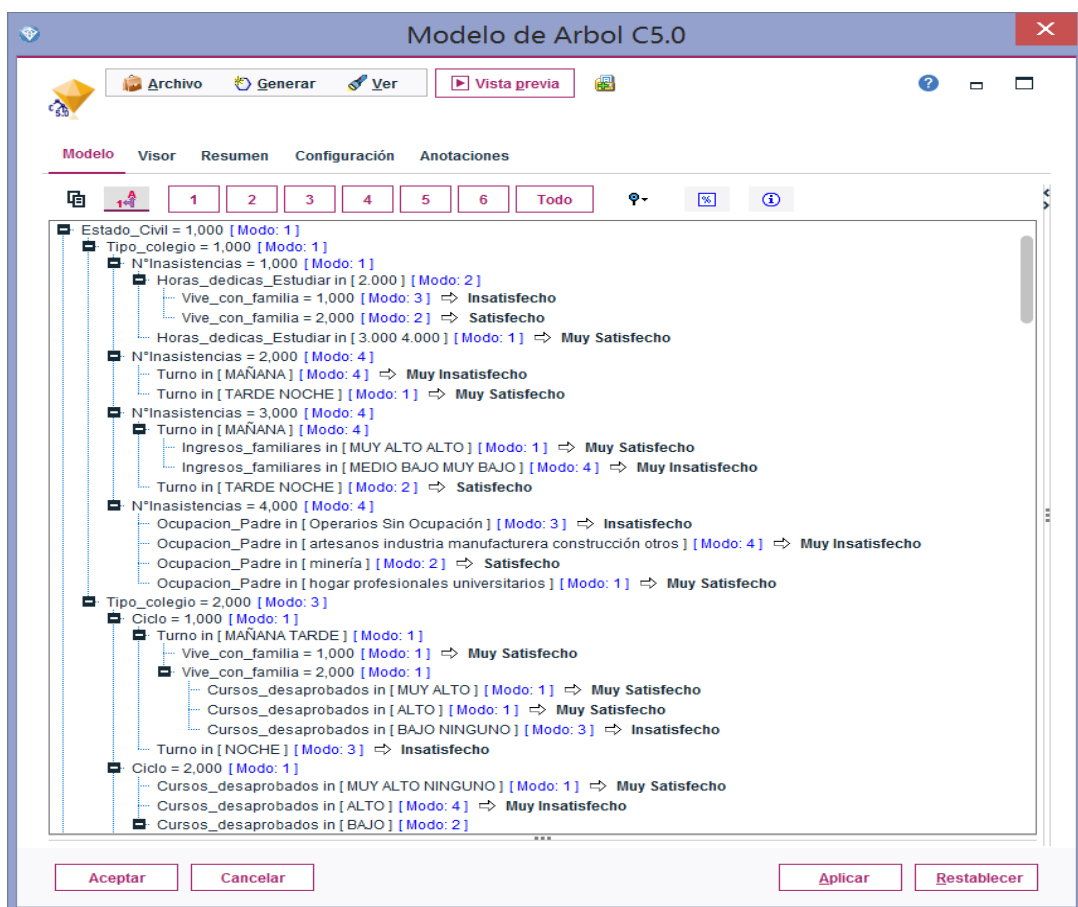 Modelo de Arbol C5.0
Archivo Generar Ver Vista previa
C5.0
Modelo Visor Resumen Configuración Anotaciones
1 2 3 4 5 6 Todo %
Estado_Civil = 1,000 [ Modo: 1 ]
Tipo_colegio = 1,000 [ Modo: 1 ]
N°Inasistencias = 1,000 [ Modo: 1 ]
Horas_dedicas_Estudiar in [ 2.000 ] [ Modo: 2 ]
Vive_con_familia = 1,000 [ Modo: 3 ] ⇨ Insatisfecho
Vive_con_familia = 2,000 [ Modo: 2 ] ⇨ Satisfecho
Horas_dedicas_Estudiar in [ 3.000 4.000 ] [ Modo: 1 ] ⇨ Muy Satisfecho
N°Inasistencias = 2,000 [ Modo: 4 ]
Turno in [ MAÑANA ] [ Modo: 4 ] ⇨ Muy Insatisfecho
Turno in [ TARDE NOCHE ] [ Modo: 1 ] ⇨ Muy Satisfecho
N°Inasistencias = 3,000 [ Modo: 4 ]
Turno in [ MAÑANA ] [ Modo: 4 ]
Ingresos_familiares in [ MUY ALTO ALTO ] [ Modo: 1 ] ⇨ Muy Satisfecho
Ingresos_familiares in [ MEDIO BAJO MUY BAJO ] [ Modo: 4 ] ⇨ Muy Insatisfecho
Turno in [ TARDE NOCHE ] [ Modo: 2 ] ⇨ Satisfecho
N°Inasistencias = 4,000 [ Modo: 4 ]
Ocupacion_Padre in [ Operarios Sin Ocupación ] [ Modo: 3 ] ⇨ Insatisfecho
Ocupacion_Padre in [ artesanos industria manufacturera construcción otros ] [ Modo: 4 ] ⇨ Muy Insatisfecho
Ocupacion_Padre in [ minería ] [ Modo: 2 ] ⇨ Satisfecho
Ocupacion_Padre in [ hogar profesionales universitarios ] [ Modo: 1 ] ⇨ Muy Satisfecho
Tipo_colegio = 2,000 [ Modo: 3 ]
Ciclo = 1,000 [ Modo: 1 ]
Turno in [ MAÑANA TARDE ] [ Modo: 1 ]
Vive_con_familia = 1,000 [ Modo: 1 ] ⇨ Muy Satisfecho
Vive_con_familia = 2,000 [ Modo: 1 ]
Cursos_desaprobados in [ MUY ALTO ] [ Modo: 1 ] ⇨ Muy Satisfecho
Cursos_desaprobados in [ ALTO ] [ Modo: 1 ] ⇨ Muy Satisfecho
Cursos_desaprobados in [ BAJO NINGUNO ] [ Modo: 3 ] ⇨ Insatisfecho
Turno in [ NOCHE ] [ Modo: 3 ] ⇨ Insatisfecho
Ciclo = 2,000 [ Modo: 1 ]
Cursos_desaprobados in [ MUY ALTO NINGUNO ] [ Modo: 1 ] ⇨ Muy Satisfecho
Cursos_desaprobados in [ ALTO ] [ Modo: 4 ] ⇨ Muy Insatisfecho
Cursos_desaprobados in [ BAJO ] [ Modo: 2 ]
Aceptar Cancelar Aplicar Restablecer